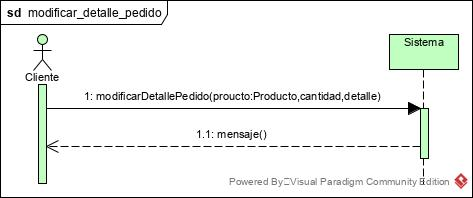 sd modificar_detalle_pedido
Sistema
Cliente
1: modificarDetallePedido(proucto:Producto,cantidad,detalle)
1.1: mensaje()
Powered By Visual Paradigm Community Edition